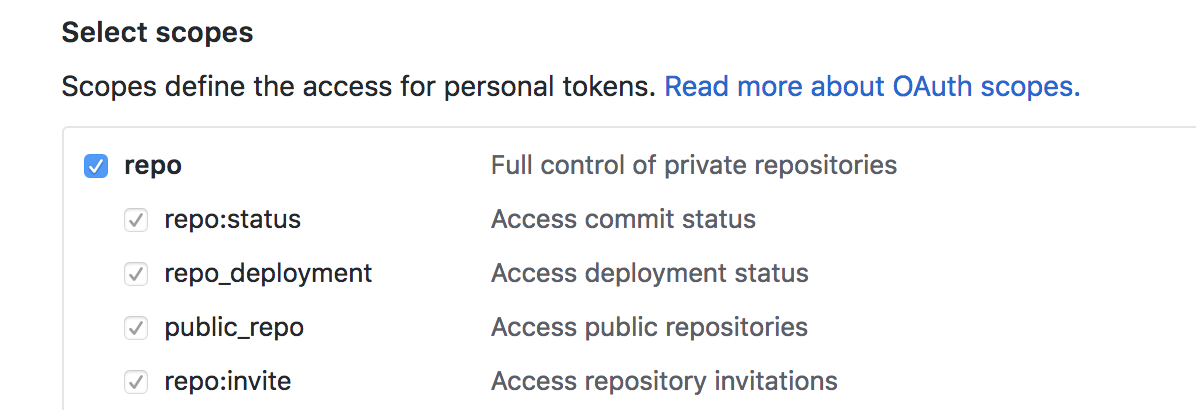 Select scopes
Scopes define the access for personal tokens. Read more about OAuth scopes.
repo Full control of private repositories
repo:status Access commit status
repo_deployment Access deployment status
public_repo Access public repositories
repo:invite Access repository invitations